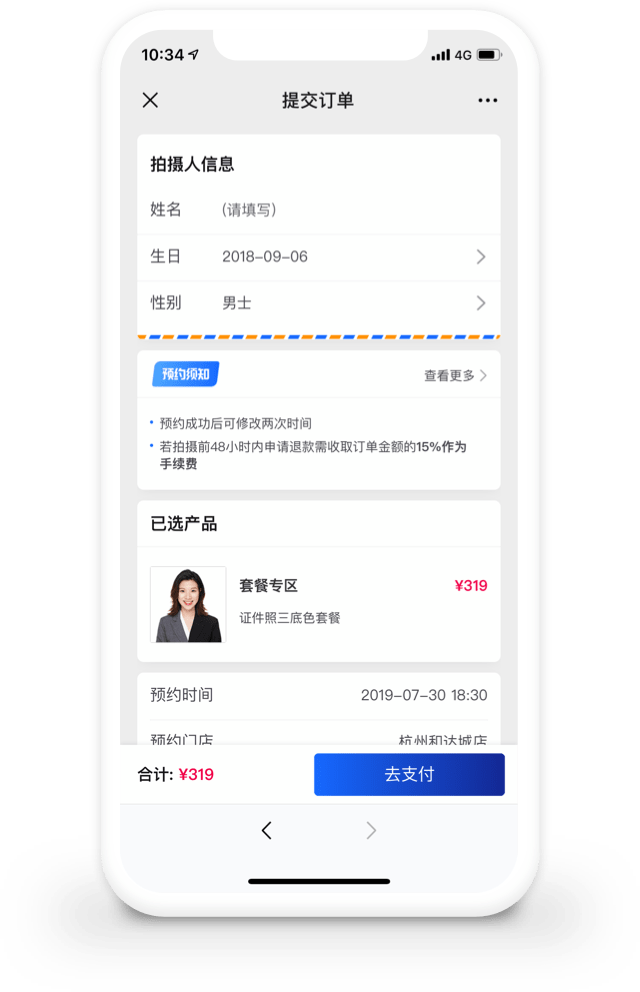 10:34
4G
提交订单
拍摄人信息
姓名 (请填写)
生日 2018-09-06
性别 男士
预约须知 查看更多
预约成功后可修改两次时间
若拍摄前48小时内申请退款需收取订单金额的15%作为
手续费
已选产品
套餐专区 ¥319
证件照三底色套餐
预约时间 2019-07-30 18:30
预约门店 杭州和达城店
合计: ¥319
去支付